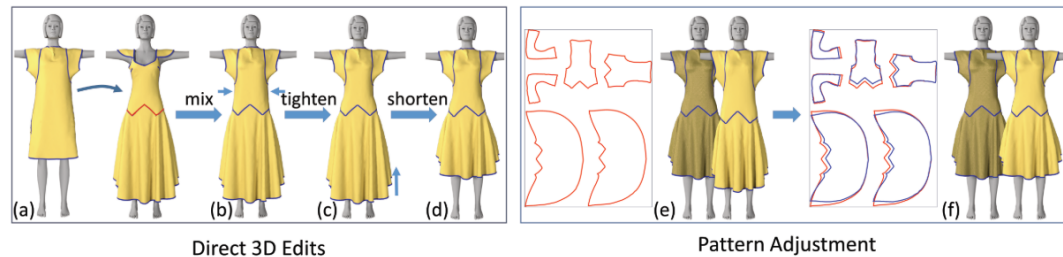 mix
tighten
shorten
(a)
(b)
(c)
(d)
(e)
(f)
Direct 3D Edits
Pattern Adjustment